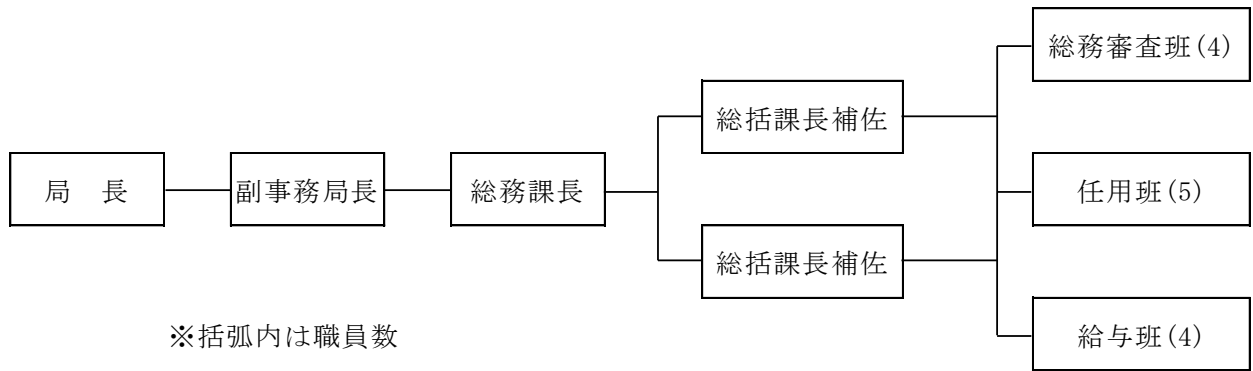 局　長
副事務局長
総務課長
総括課長補佐
総括課長補佐
総務審査班(4)
任用班(5)
給与班(4)
※括弧内は職員数